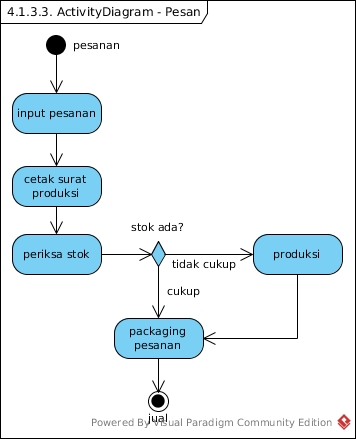 4.1.3.3. ActivityDiagram - Pesan
pesanan
input pesanan
cetak surat
produksi
periksa stok
stok ada?
tidak cukup
produksi
cukup
packaging
pesanan
jual
Powered By Visual Paradigm Community Edition